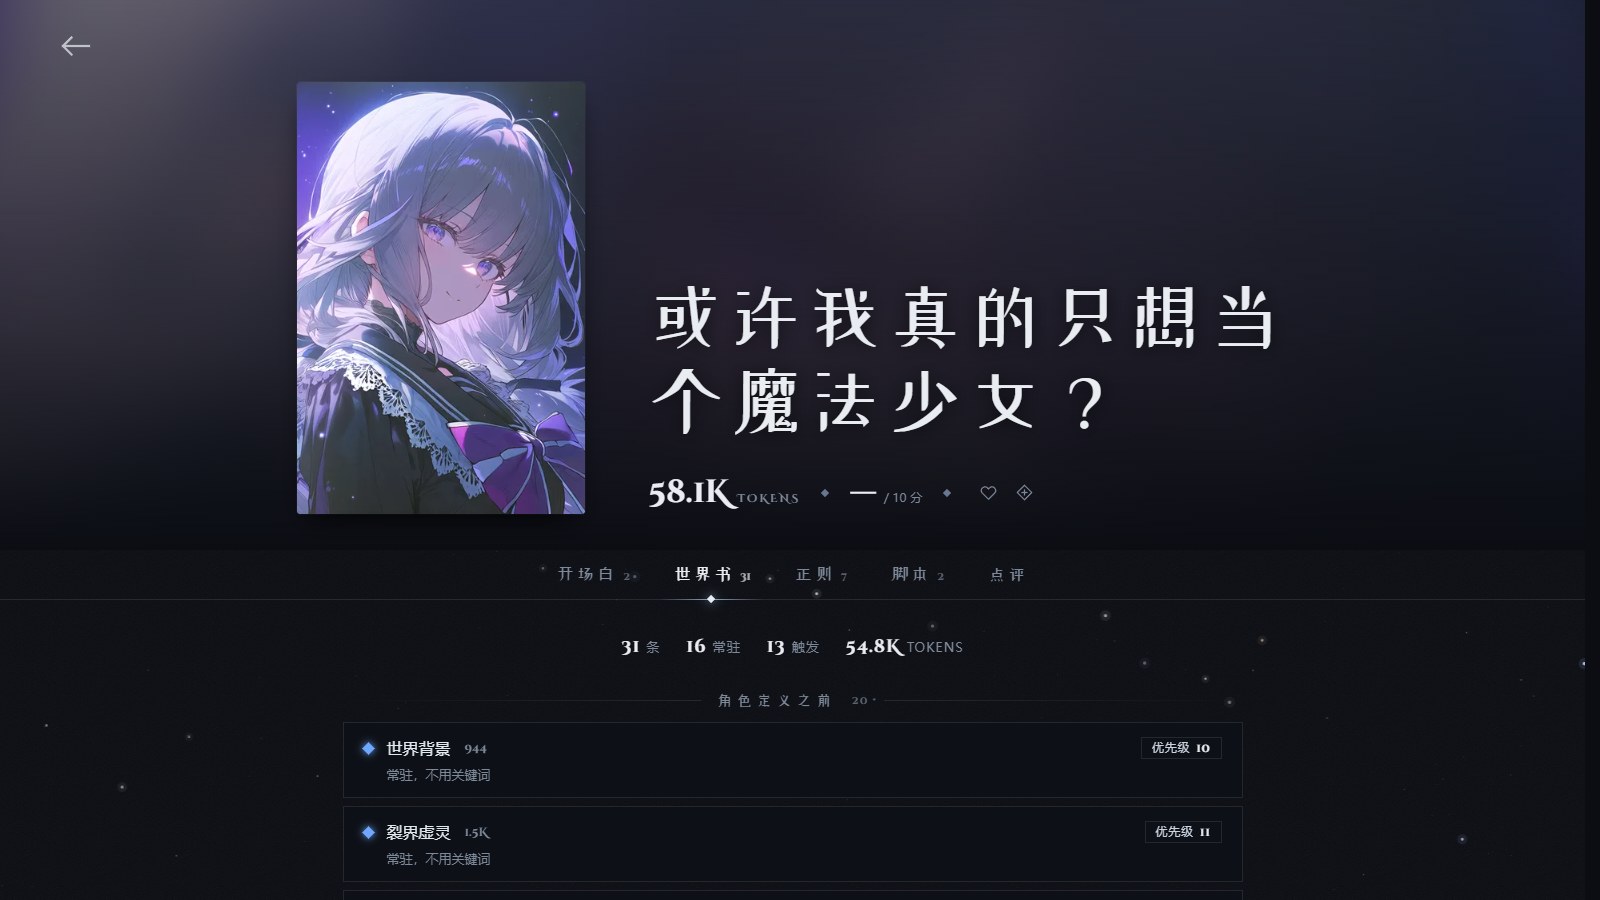 或许我真的只想当
个魔法少女？
58.1K TOKENS ◆ — / 10 分 ◆
开场白 2 世界书 31 正则 7 脚本 2 点评
31 条 16 常驻 13 触发 54.8K TOKENS
角色定义之前 20
世界背景 944 优先级 10
常驻，不用关键词
裂界虚灵 1.5K 优先级 11
常驻，不用关键词